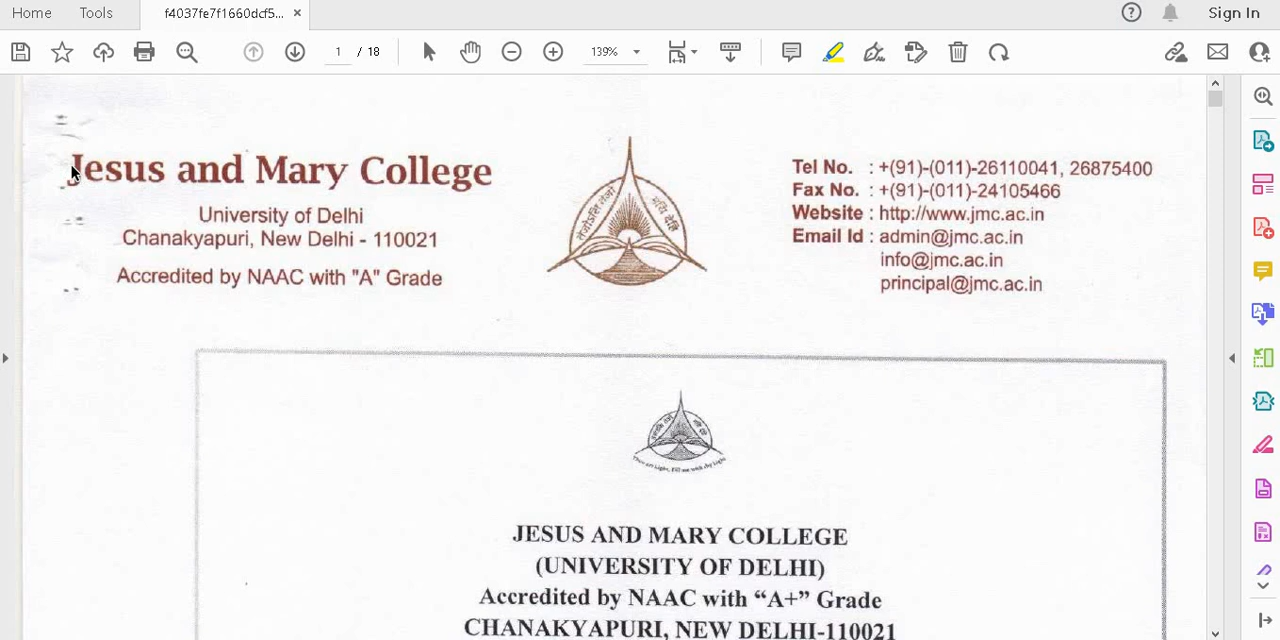 Home
Tools
f4037fe7f1660dcf5...
Sign In
1 / 18
139%
Jesus and Mary College
University of Delhi
Chanakyapuri, New Delhi - 110021
Accredited by NAAC with "A" Grade
तेजोऽसि तेजो
मयि देहि
Tel No. : +(91)-(011)-26110041, 26875400
Fax No. : +(91)-(011)-24105466
Website : http://www.jmc.ac.in
Email Id : admin@jmc.ac.in
info@jmc.ac.in
principal@jmc.ac.in
JESUS AND MARY COLLEGE
(UNIVERSITY OF DELHI)
Accredited by NAAC with “A+” Grade
CHANAKYAPURI, NEW DELHI-110021